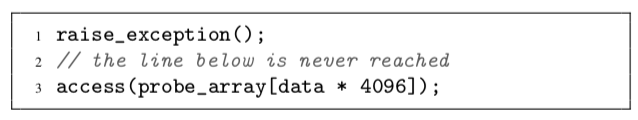 1 raise_exception();
2 // the line below is never reached
3 access(probe_array[data * 4096]);